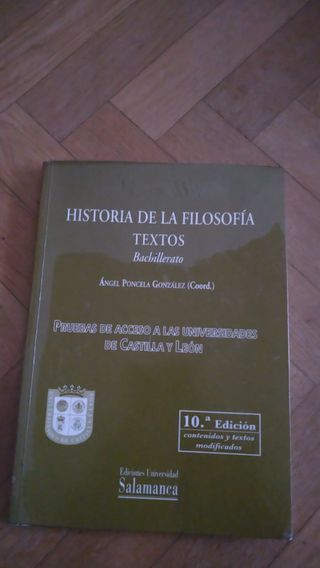 HISTORIA DE LA FILOSOFÍA
TEXTOS
Bachillerato
ÁNGEL PONCELA GONZÁLEZ (Coord.)
PRUEBAS DE ACCESO A LAS UNIVERSIDADES
DE CASTILLA Y LEÓN
10.ª Edición
contenidos y textos
modificados
Ediciones Universidad
Salamanca